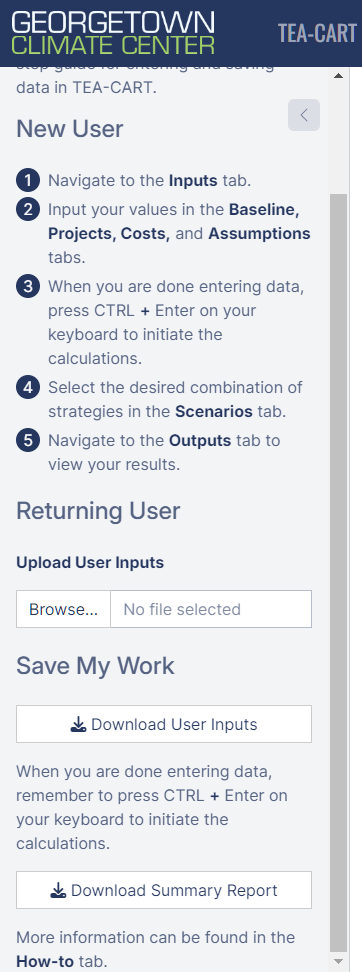 GEORGETOWN
CLIMATE CENTER
TEA-CART
step guide for entering and saving
data in TEA-CART.
New User
1 Navigate to the Inputs tab.
2 Input your values in the Baseline,
Projects, Costs, and Assumptions
tabs.
3 When you are done entering data,
press CTRL + Enter on your
keyboard to initiate the
calculations.
4 Select the desired combination of
strategies in the Scenarios tab.
5 Navigate to the Outputs tab to
view your results.
Returning User
Upload User Inputs
Browse... No file selected
Save My Work
Download User Inputs
When you are done entering data,
remember to press CTRL + Enter on
your keyboard to initiate the
calculations.
Download Summary Report
More information can be found in the
How-to tab.